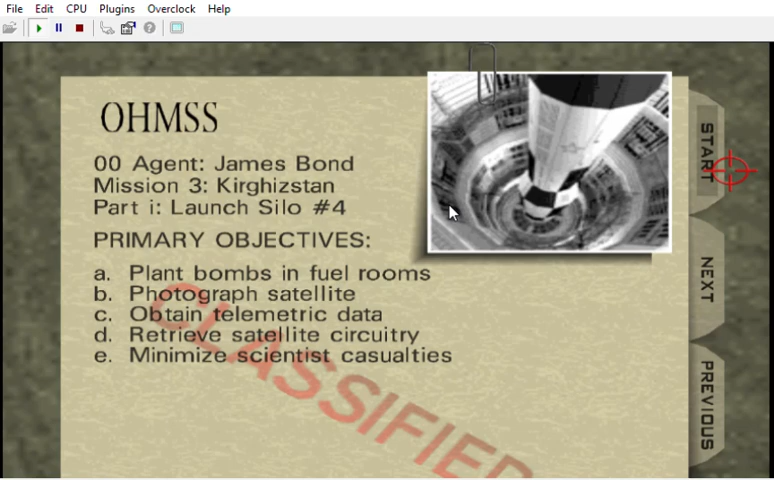 File Edit CPU Plugins Overclock Help
OHMSS
00 Agent: James Bond
Mission 3: Kirghizstan
Part i: Launch Silo #4
PRIMARY OBJECTIVES:
a. Plant bombs in fuel rooms
b. Photograph satellite
c. Obtain telemetric data
d. Retrieve satellite circuitry
e. Minimize scientist casualties
CLASSIFIED
START
NEXT
PREVIOUS